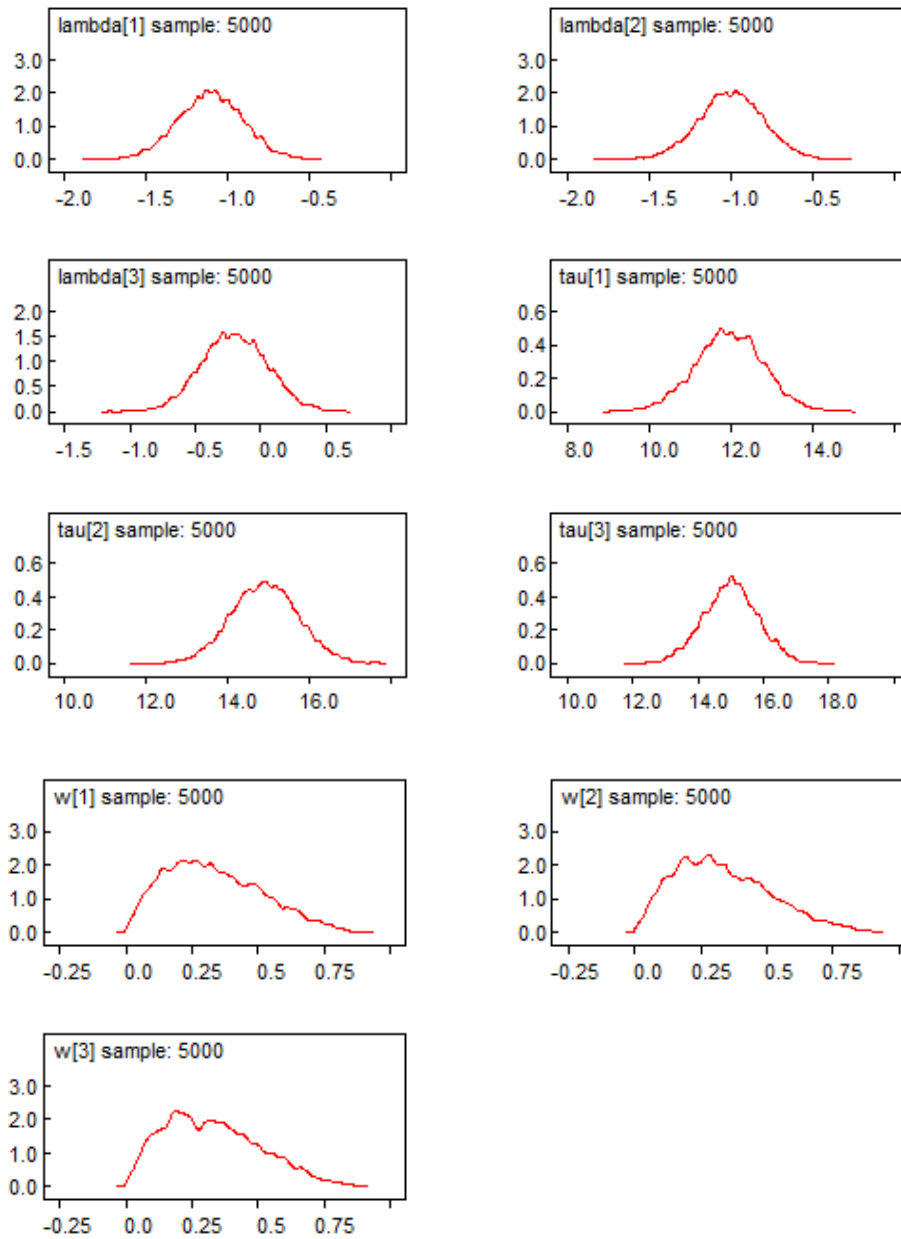 lambda[1] sample: 5000
3.0
2.0
1.0
0.0
-2.0 -1.5 -1.0 -0.5
lambda[2] sample: 5000
3.0
2.0
1.0
0.0
-2.0 -1.5 -1.0 -0.5
lambda[3] sample: 5000
2.0
1.5
1.0
0.5
0.0
-1.5 -1.0 -0.5 0.0 0.5
tau[1] sample: 5000
0.6
0.4
0.2
0.0
8.0 10.0 12.0 14.0
tau[2] sample: 5000
0.6
0.4
0.2
0.0
10.0 12.0 14.0 16.0
tau[3] sample: 5000
0.6
0.4
0.2
0.0
10.0 12.0 14.0 16.0 18.0
w[1] sample: 5000
3.0
2.0
1.0
0.0
-0.25 0.0 0.25 0.5 0.75
w[2] sample: 5000
3.0
2.0
1.0
0.0
-0.25 0.0 0.25 0.5 0.75
w[3] sample: 5000
3.0
2.0
1.0
0.0
-0.25 0.0 0.25 0.5 0.75